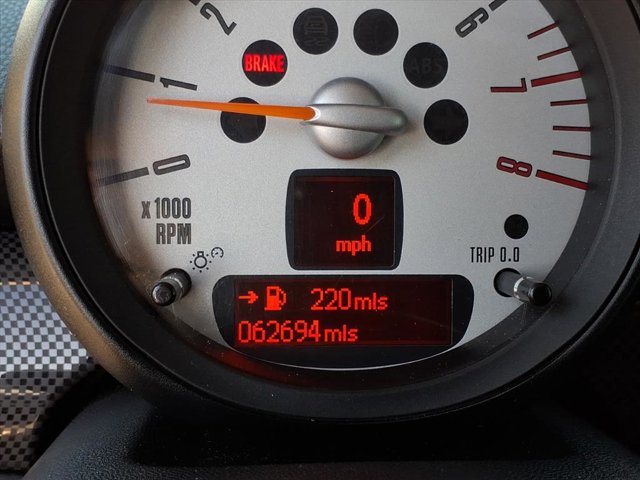 2
6
BRAKE
ABS
1
7
0
8
x 1000
RPM
0
mph
TRIP 0.0
220mls
062694mls